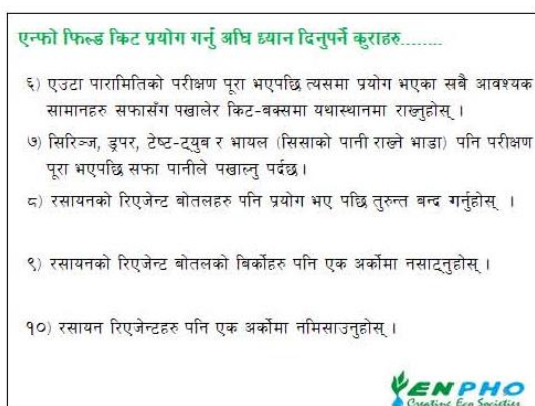 एन्फो फिल्ड किट प्रयोग गर्नु अघि ध्यान दिनुपर्ने कुराहरु........
६) एउटा पारामितिको परीक्षण पूरा भएपछि त्यसमा प्रयोग भएका सबै आवश्यक
सामानहरु सफासँग पखालेर किट-बक्समा यथास्थानमा राख्नुहोस् ।
७) सिरिञ्ज, ड्रपर, टेष्ट-ट्युब र भायल (सिसाको पानी राख्ने भाडा) पनि परीक्षण
पूरा भएपछि सफा पानीले पखाल्नु पर्दछ।
८) रसायनको रिएजेन्ट बोतलहरु पनि प्रयोग भए पछि तुरुन्त बन्द गर्नुहोस् ।
९) रसायनको रिएजेन्ट बोतलको बिर्कोहरु पनि एक अर्कोमा नसाट्नुहोस् ।
१०) रसायन रिएजेन्टहरु पनि एक अर्कोमा नमिसाउनुहोस् ।
ENPHO
Creative Eco Societies